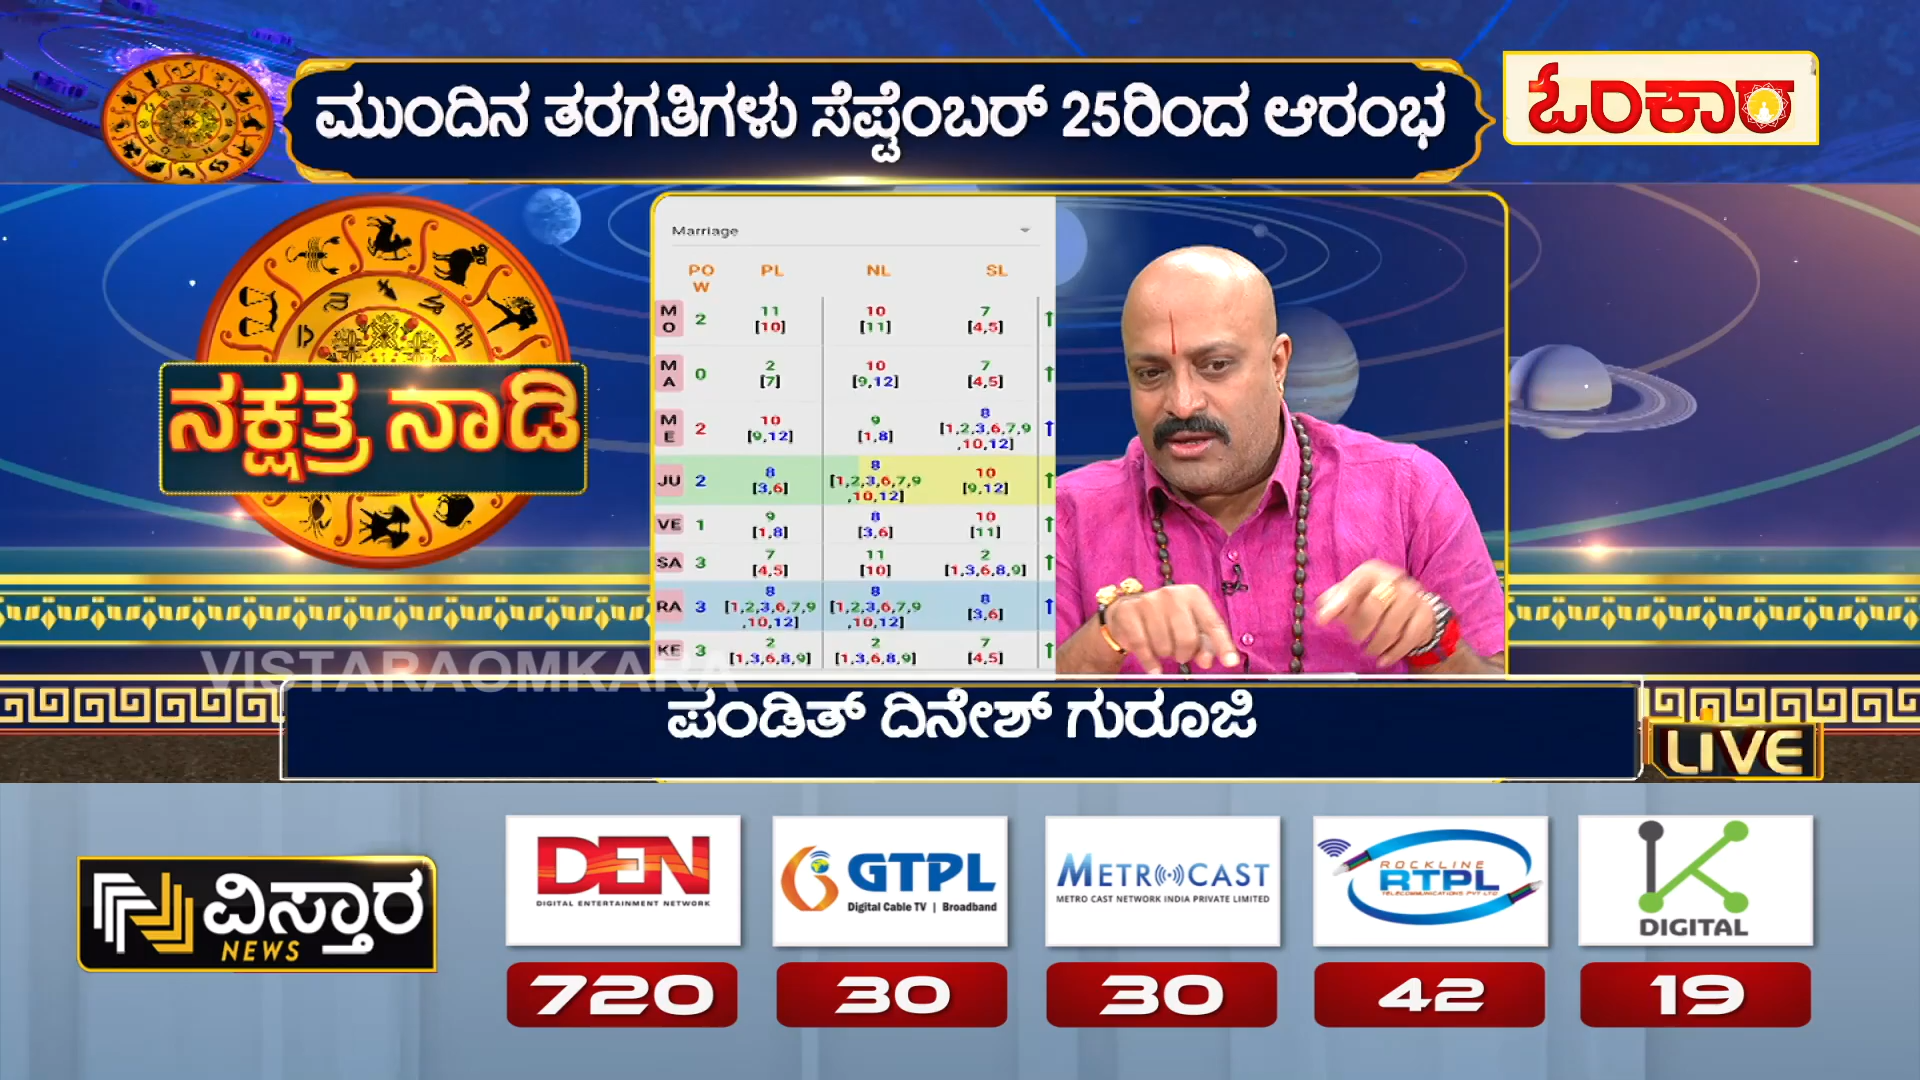 ಮುಂದಿನ ತರಗತಿಗಳು ಸೆಪ್ಟೆಂಬರ್ 25ರಿಂದ ಆರಂಭ
ಓಂಕಾರ
ನಕ್ಷತ್ರ ನಾಡಿ
Marriage
PO W PL NL SL
MO 2 11 [10] 10 [11] 7 [4,5] ↑
MA 0 2 [7] 10 [9,12] 7 [4,5] ↑
ME 2 10 [9,12] 9 [1,8] 8 [1,2,3,6,7,9,10,12] ↑
JU 2 8 [3,6] 8 [1,2,3,6,7,9,10,12] 10 [9,12] ↑
VE 1 9 [1,8] 8 [3,6] 10 [11] ↑
SA 3 7 [4,5] 11 [10] 2 [1,3,6,8,9] ↑
RA 3 8 [1,2,3,6,7,9,10,12] 8 [1,2,3,6,7,9,10,12] 8 [3,6] ↑
KE 3 2 [1,3,6,8,9] 2 [1,3,6,8,9] 7 [4,5] ↑
VISTARAOMKARA
ಪಂಡಿತ್ ದಿನೇಶ್ ಗುರೂಜಿ
LIVE
ವಿಸ್ತಾರ
NEWS
DEN
DIGITAL ENTERTAINMENT NETWORK
720
GTPL
Digital Cable TV | Broadband
30
METROCAST
METRO CAST NETWORK INDIA PRIVATE LIMITED
30
ROCKLINE
RTPL
TELECOMMUNICATIONS PVT LTD
42
DIGITAL
19